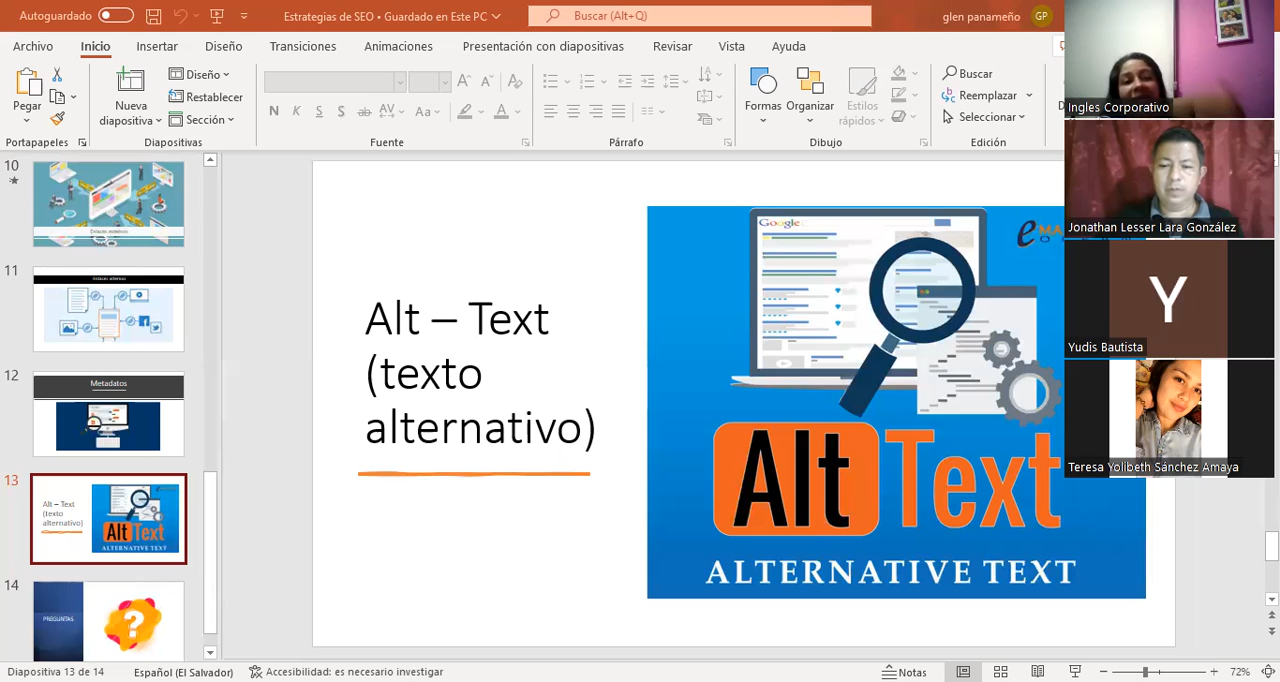 Autoguardado
Estrategias de SEO • Guardado en Este PC
Buscar (Alt+Q)
glen panameño
GP
Archivo
Inicio
Insertar
Diseño
Transiciones
Animaciones
Presentación con diapositivas
Revisar
Vista
Ayuda
Pegar
Nueva
diapositiva
Diseño
Restablecer
Sección
N K S S ab AV Aa A
Formas
Organizar
Estilos
rápidos
Buscar
Reemplazar
Seleccionar
Portapapeles
Diapositivas
Fuente
Párrafo
Dibujo
Edición
Ingles Corporativo
Jonathan Lesser Lara González
Y
Yudis Bautista
Teresa Yolibeth Sánchez Amaya
10
11
12
Metadatos
13
Alt – Text
(texto
alternativo)
Alt Text
ALTERNATIVE TEXT
14
PREGUNTAS
?
Alt – Text
(texto
alternativo)
Google
Alt Text
ALTERNATIVE TEXT
Diapositiva 13 de 14
Español (El Salvador)
Accesibilidad: es necesario investigar
Notas
72%